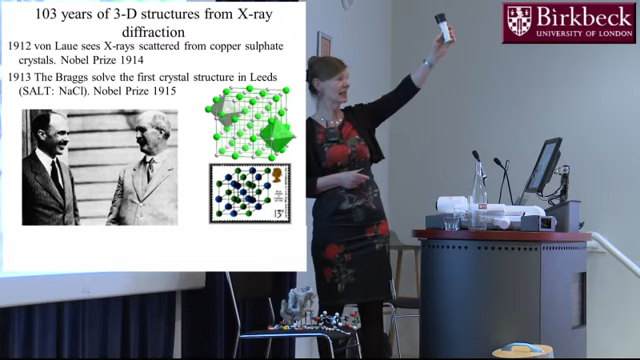 103 years of 3-D structures from X-ray
diffraction
1912 von Laue sees X-rays scattered from copper sulphate
crystals. Nobel Prize 1914
1913 The Braggs solve the first crystal structure in Leeds
(SALT: NaCl). Nobel Prize 1915
13P
Birkbeck
UNIVERSITY OF LONDON